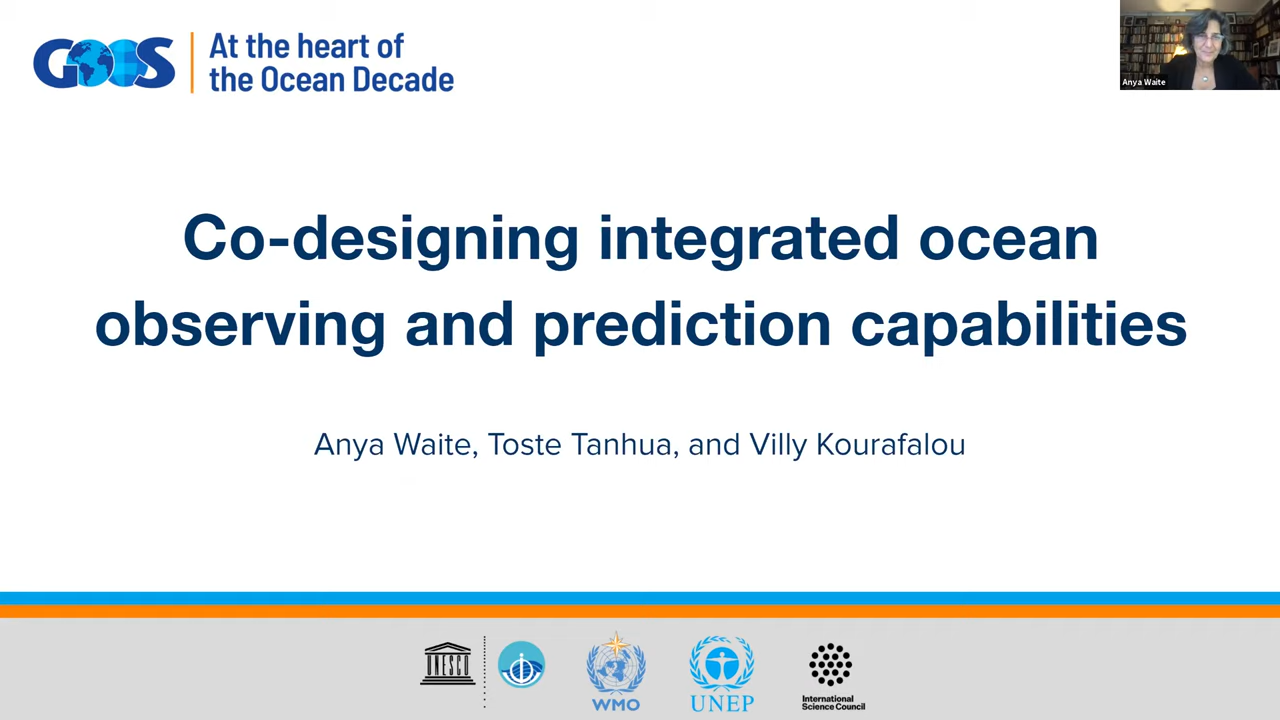 GOOS
At the heart of
the Ocean Decade
Anya Waite
Co-designing integrated ocean
observing and prediction capabilities
Anya Waite, Toste Tanhua, and Villy Kourafalou
UNESCO
WMO
UNEP
International
Science Council